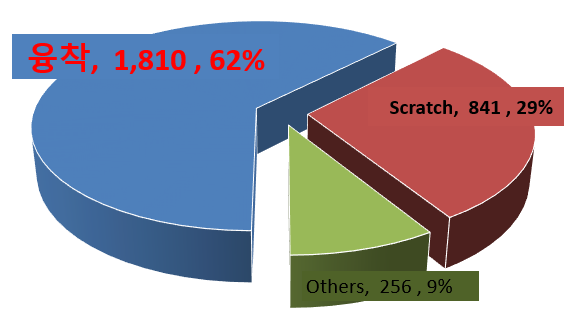 융착, 1,810 , 62%
Scratch, 841 , 29%
Others, 256 , 9%